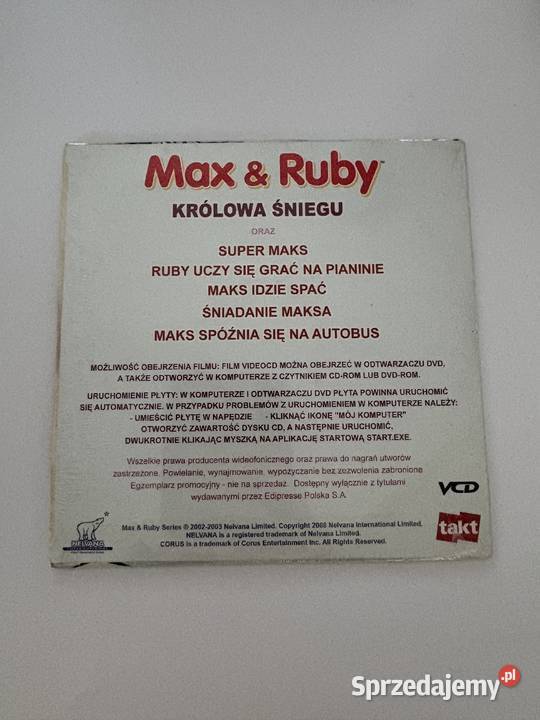 Max & Ruby™
KRÓLOWA ŚNIEGU
ORAZ
SUPER MAKS
RUBY UCZY SIĘ GRAĆ NA PIANINIE
MAKS IDZIE SPAĆ
ŚNIADANIE MAKSA
MAKS SPÓŹNIA SIĘ NA AUTOBUS
MOŻLIWOŚĆ OBEJRZENIA FILMU: FILM VIDEOCD MOŻNA OBEJRZEĆ W ODTWARZACZU DVD,
A TAKŻE ODTWORZYĆ W KOMPUTERZE Z CZYTNIKIEM CD-ROM LUB DVD-ROM.
URUCHOMIENIE PŁYTY: W KOMPUTERZE I ODTWARZACZU DVD PŁYTA POWINNA URUCHOMIĆ
SIĘ AUTOMATYCZNIE. W PRZYPADKU PROBLEMÓW Z URUCHOMIENIEM W KOMPUTERZE NALEŻY:
- UMIEŚCIĆ PŁYTĘ W NAPĘDZIE - KLIKNĄĆ IKONĘ "MÓJ KOMPUTER"
OTWORZYĆ ZAWARTOŚĆ DYSKU CD, A NASTĘPNIE URUCHOMIĆ,
DWUKROTNIE KLIKAJĄC MYSZKĄ NA APLIKACJĘ STARTOWĄ START.EXE.
Wszelkie prawa producenta wideofonicznego oraz prawa do nagrań utworów
zastrzeżone. Powielanie, wynajmowanie, wypożyczanie bez zezwolenia zabronione
Egzemplarz promocyjny - nie na sprzedaż. Dostępny wyłącznie z tytułami
wydawanymi przez Edipresse Polska S.A.
VCD
takt
NELVANA
Max & Ruby Series © 2002-2003 Nelvana Limited. Copyright 2008 Nelvana International Limited.
NELVANA is a registered trademark of Nelvana Limited.
CORUS is a trademark of Corus Entertainment Inc. All Rights Reserved.
Sprzedajemy.pl